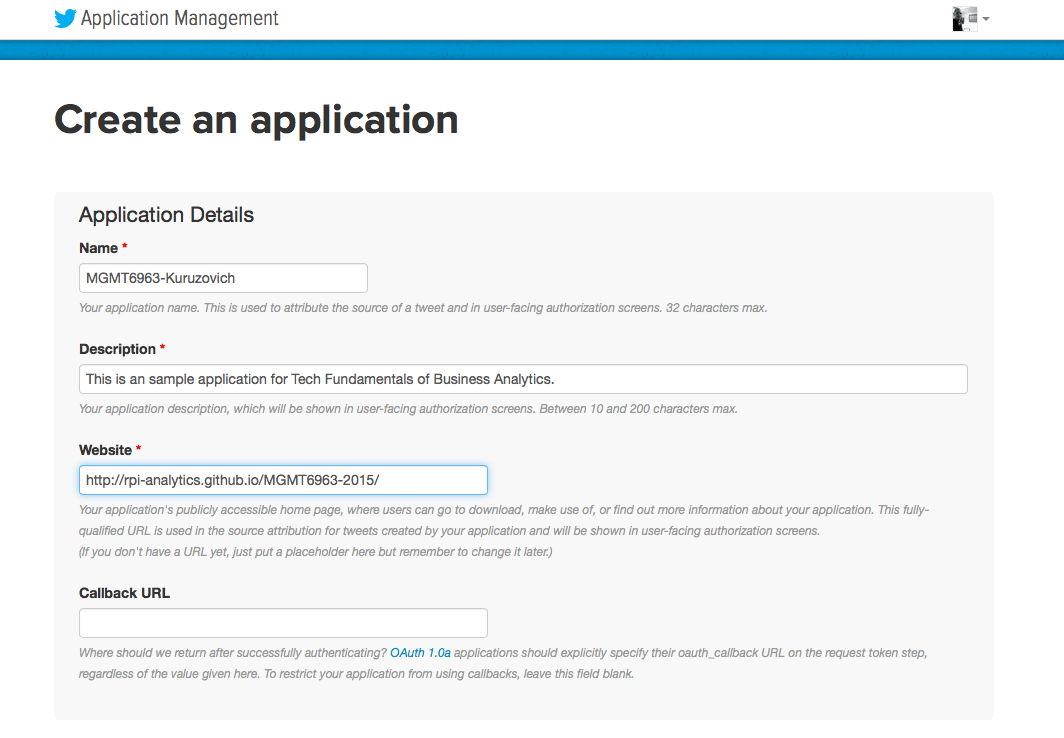 Application Management
Create an application
Application Details
Name *
MGMT6963-Kuruzovich
Your application name. This is used to attribute the source of a tweet and in user-facing authorization screens. 32 characters max.
Description *
This is an sample application for Tech Fundamentals of Business Analytics.
Your application description, which will be shown in user-facing authorization screens. Between 10 and 200 characters max.
Website *
http://rpi-analytics.github.io/MGMT6963-2015/
Your application's publicly accessible home page, where users can go to download, make use of, or find out more information about your application. This fully-
qualified URL is used in the source attribution for tweets created by your application and will be shown in user-facing authorization screens.
(If you don't have a URL yet, just put a placeholder here but remember to change it later.)
Callback URL
Where should we return after successfully authenticating? OAuth 1.0a applications should explicitly specify their oauth_callback URL on the request token step,
regardless of the value given here. To restrict your application from using callbacks, leave this field blank.